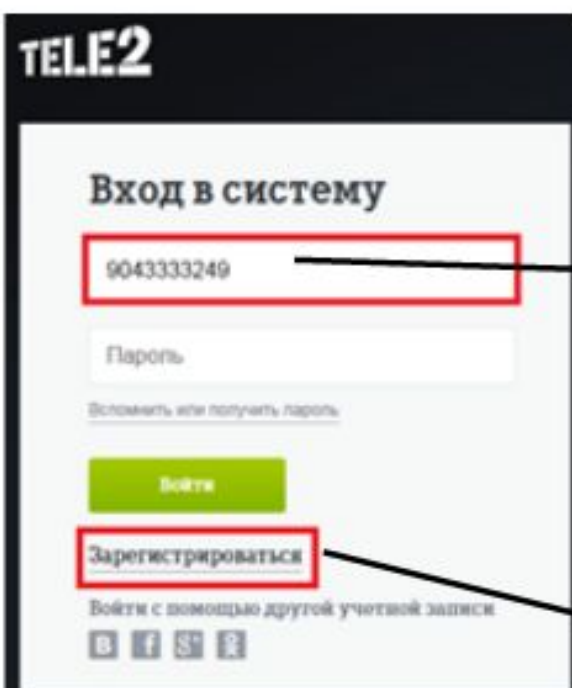 TELE2
Вход в систему
9043333249
Пароль
Вспомнить или получить пароль
Войти
Зарегистрироваться
Войти с помощью другой учетной записи